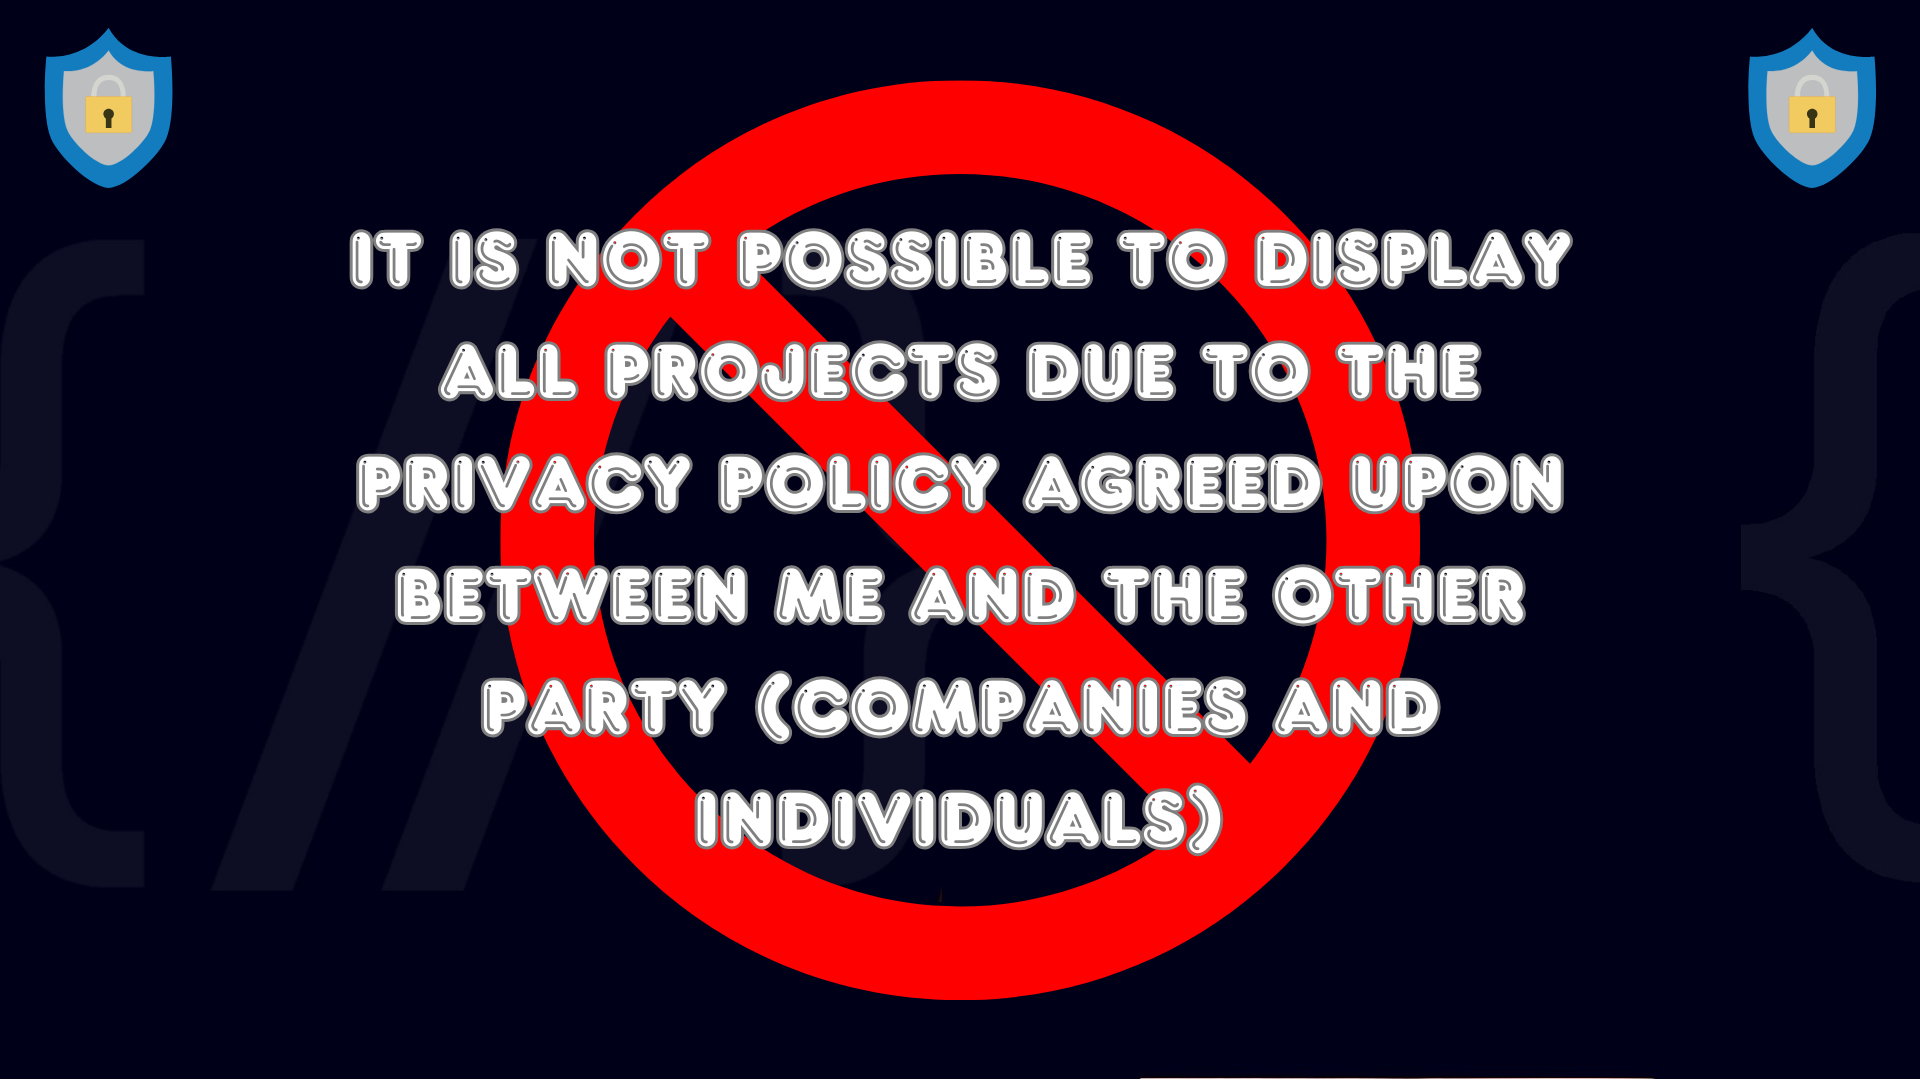 IT IS NOT POSSIBLE TO DISPLAY
ALL PROJECTS DUE TO THE
PRIVACY POLICY AGREED UPON
BETWEEN ME AND THE OTHER
PARTY (COMPANIES AND
INDIVIDUALS)